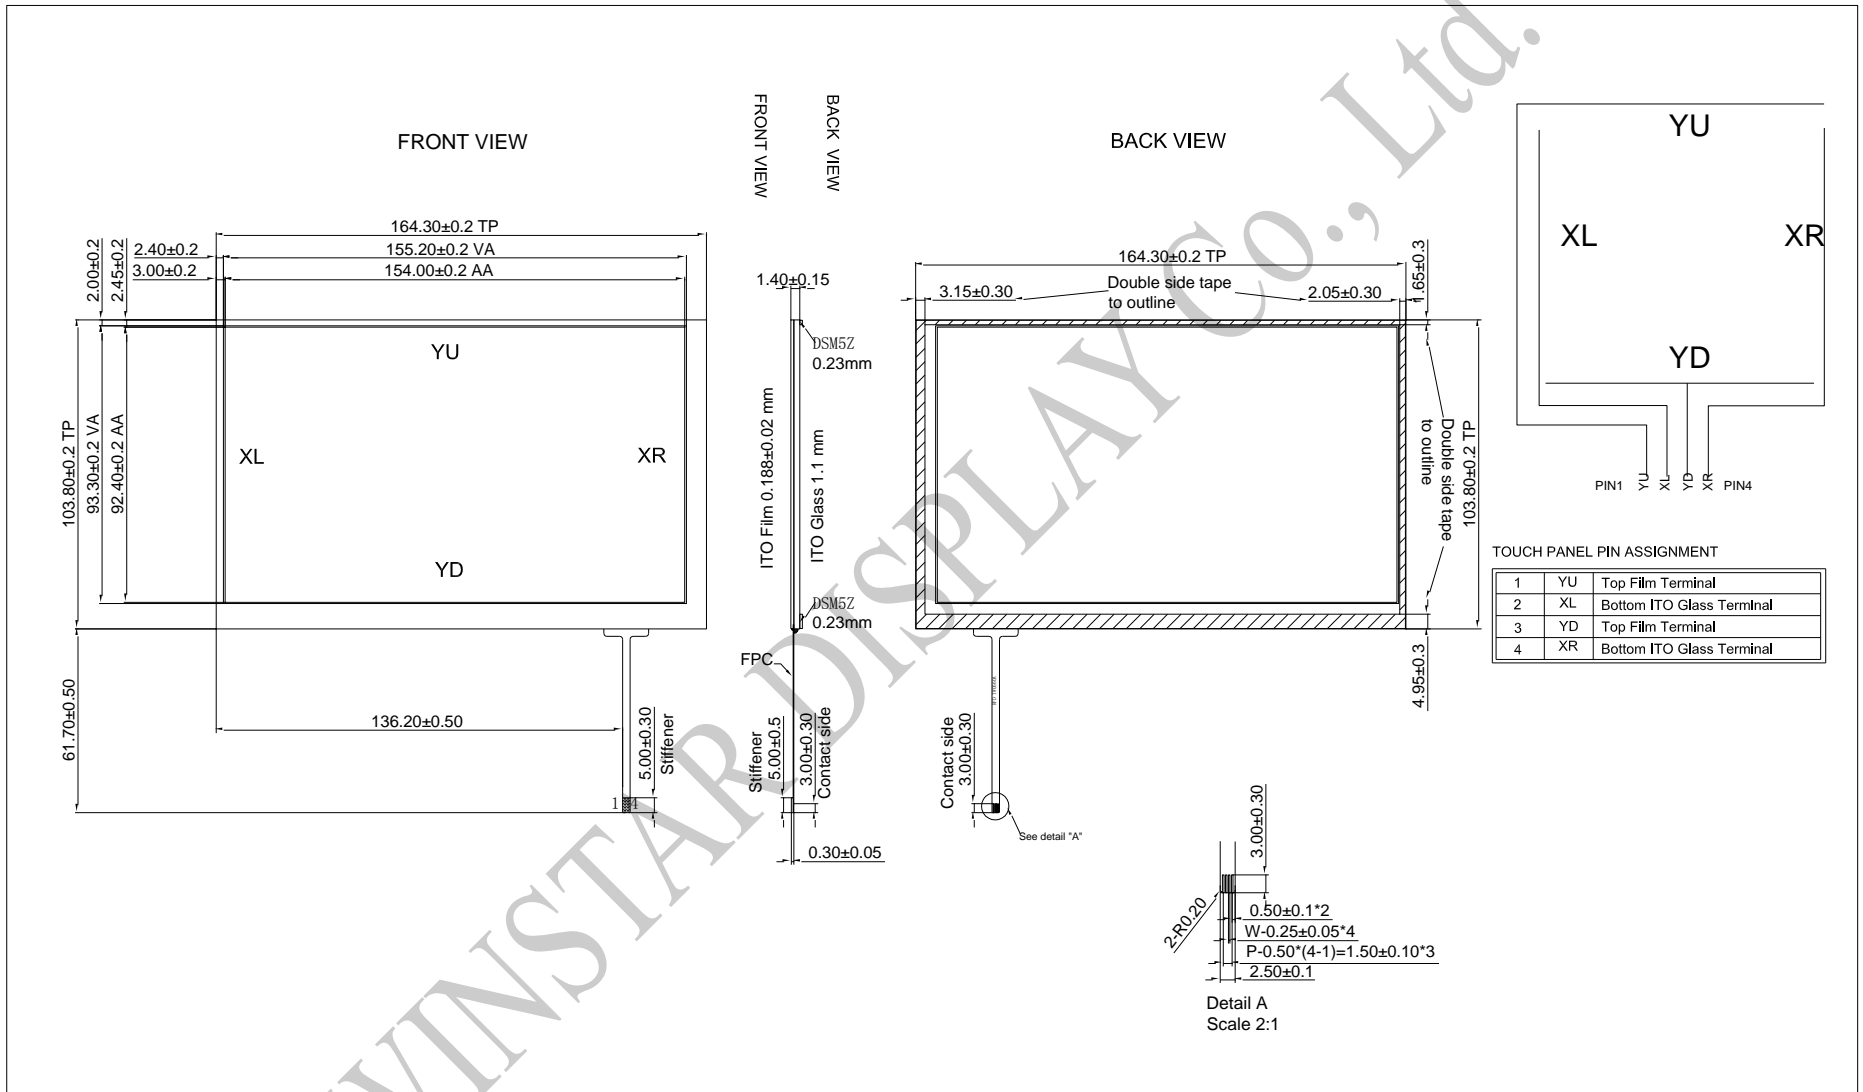 FRONT VIEW
164.30±0.2 TP
155.20±0.2 VA
154.00±0.2 AA
2.40±0.2
3.00±0.2
2.00±0.2
2.45±0.2
103.80±0.2 TP
93.30±0.2 VA
92.40±0.2 AA
YU
XL
XR
YD
61.70±0.50
136.20±0.50
5.00±0.30
Stiffener
1 4
FRONT VIEW
BACK VIEW
1.40±0.15
DSM5Z
0.23mm
ITO Film 0.188±0.02 mm
ITO Glass 1.1 mm
DSM5Z
0.23mm
FPC
Stiffener
5.00±0.5
3.00±0.30
Contact side
0.30±0.05
BACK VIEW
164.30±0.2 TP
3.15±0.30
Double side tape
to outline
2.05±0.30
1.65±0.3
Double side tape
to outline
103.80±0.2 TP
4.95±0.3
Contact side
3.00±0.30
See detail "A"
3.00±0.30
2-R0.20
0.50±0.1*2
W-0.25±0.05*4
P-0.50*(4-1)=1.50±0.10*3
2.50±0.1
Detail A
Scale 2:1
YU
XL
XR
YD
PIN1 YU XL YD XR PIN4
TOUCH PANEL PIN ASSIGNMENT
1 YU Top Film Terminal
2 XL Bottom ITO Glass Terminal
3 YD Top Film Terminal
4 XR Bottom ITO Glass Terminal
VINSTAR DISPLAY Co., Ltd.